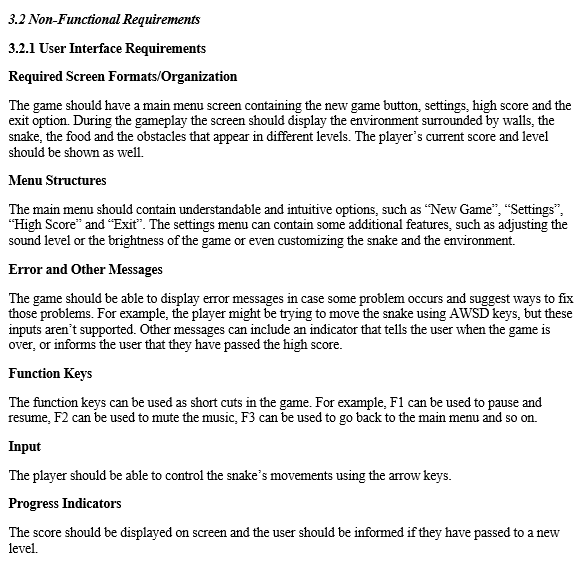 3.2 Non-Functional Requirements
3.2.1 User Interface Requirements
Required Screen Formats/Organization
The game should have a main menu screen containing the new game button, settings, high score and the
exit option. During the gameplay the screen should display the environment surrounded by walls, the
snake, the food and the obstacles that appear in different levels. The player’s current score and level
should be shown as well.
Menu Structures
The main menu should contain understandable and intuitive options, such as “New Game”, “Settings”,
“High Score” and “Exit”. The settings menu can contain some additional features, such as adjusting the
sound level or the brightness of the game or even customizing the snake and the environment.
Error and Other Messages
The game should be able to display error messages in case some problem occurs and suggest ways to fix
those problems. For example, the player might be trying to move the snake using AWSD keys, but these
inputs aren’t supported. Other messages can include an indicator that tells the user when the game is
over, or informs the user that they have passed the high score.
Function Keys
The function keys can be used as short cuts in the game. For example, F1 can be used to pause and
resume, F2 can be used to mute the music, F3 can be used to go back to the main menu and so on.
Input
The player should be able to control the snake’s movements using the arrow keys.
Progress Indicators
The score should be displayed on screen and the user should be informed if they have passed to a new
level.